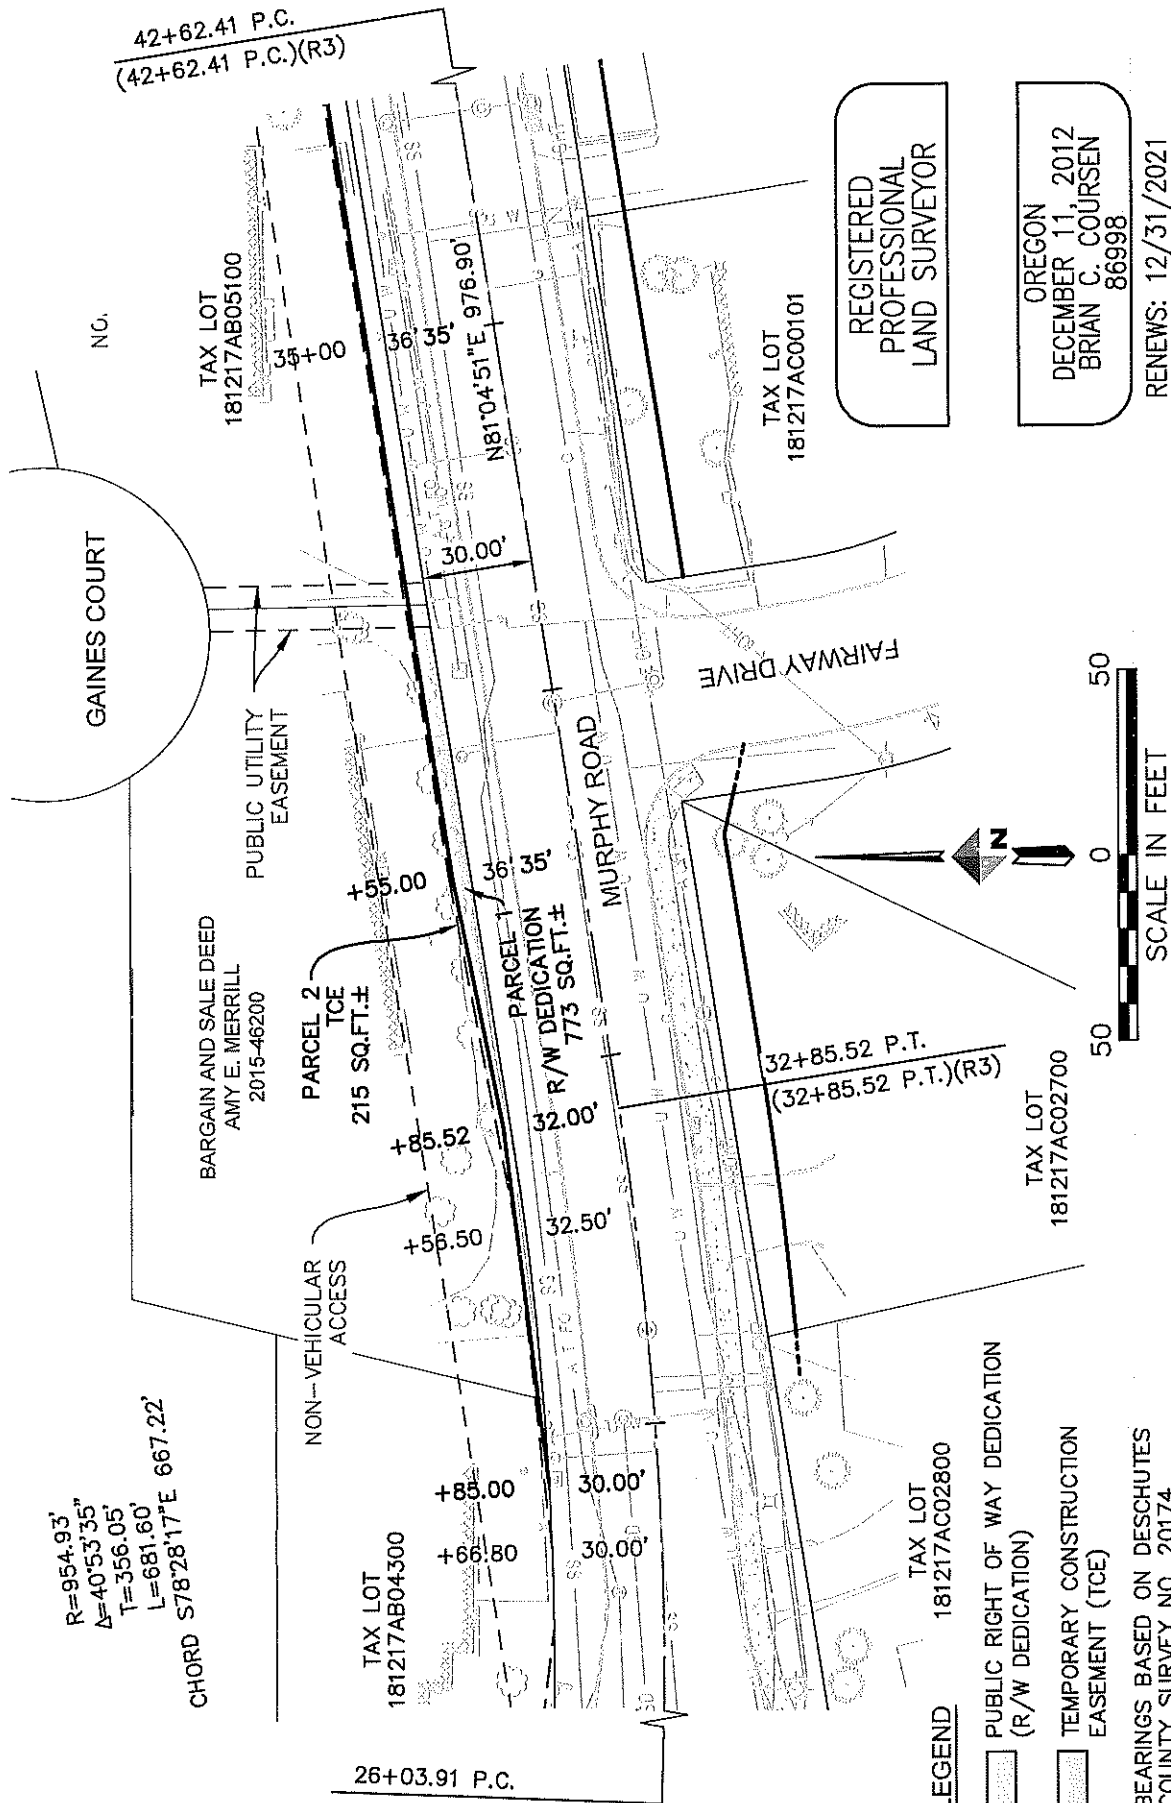 R=954.93'
Δ=40°53'35"
T=356.05'
L=681.60'
CHORD S78°28'17"E 667.22'
26+03.91 P.C.
42+62.41 P.C.
(42+62.41 P.C.)(R3)
GAINES COURT
NO.
BARGAIN AND SALE DEED
AMY E. MERRILL
2015-46200
PUBLIC UTILITY
EASEMENT
TAX LOT
181217AB05100
TAX LOT
181217AB04300
NON-VEHICULAR
ACCESS
PARCEL 2
TCE
215 SQ.FT.±
+66.80
+85.00
+56.50
+85.52
+55.00
35+00
30.00'
30.00'
32.50'
32.00'
36' 35'
36' 35'
30.00'
PARCEL 1
R/W DEDICATION
773 SQ.FT.±
N81°04'51"E 976.90'
MURPHY ROAD
FAIRWAY DRIVE
32+85.52 P.T.
(32+85.52 P.T.)(R3)
TAX LOT
181217AC02800
TAX LOT
181217AC02700
TAX LOT
181217AC00101
LEGEND
PUBLIC RIGHT OF WAY DEDICATION
(R/W DEDICATION)
TEMPORARY CONSTRUCTION
EASEMENT (TCE)
BEARINGS BASED ON DESCHUTES
COUNTY SURVEY NO. 20174
N
50 0 50
SCALE IN FEET
REGISTERED
PROFESSIONAL
LAND SURVEYOR
OREGON
DECEMBER 11, 2012
BRIAN C. COURSEN
86998
RENEWS: 12/31/2021